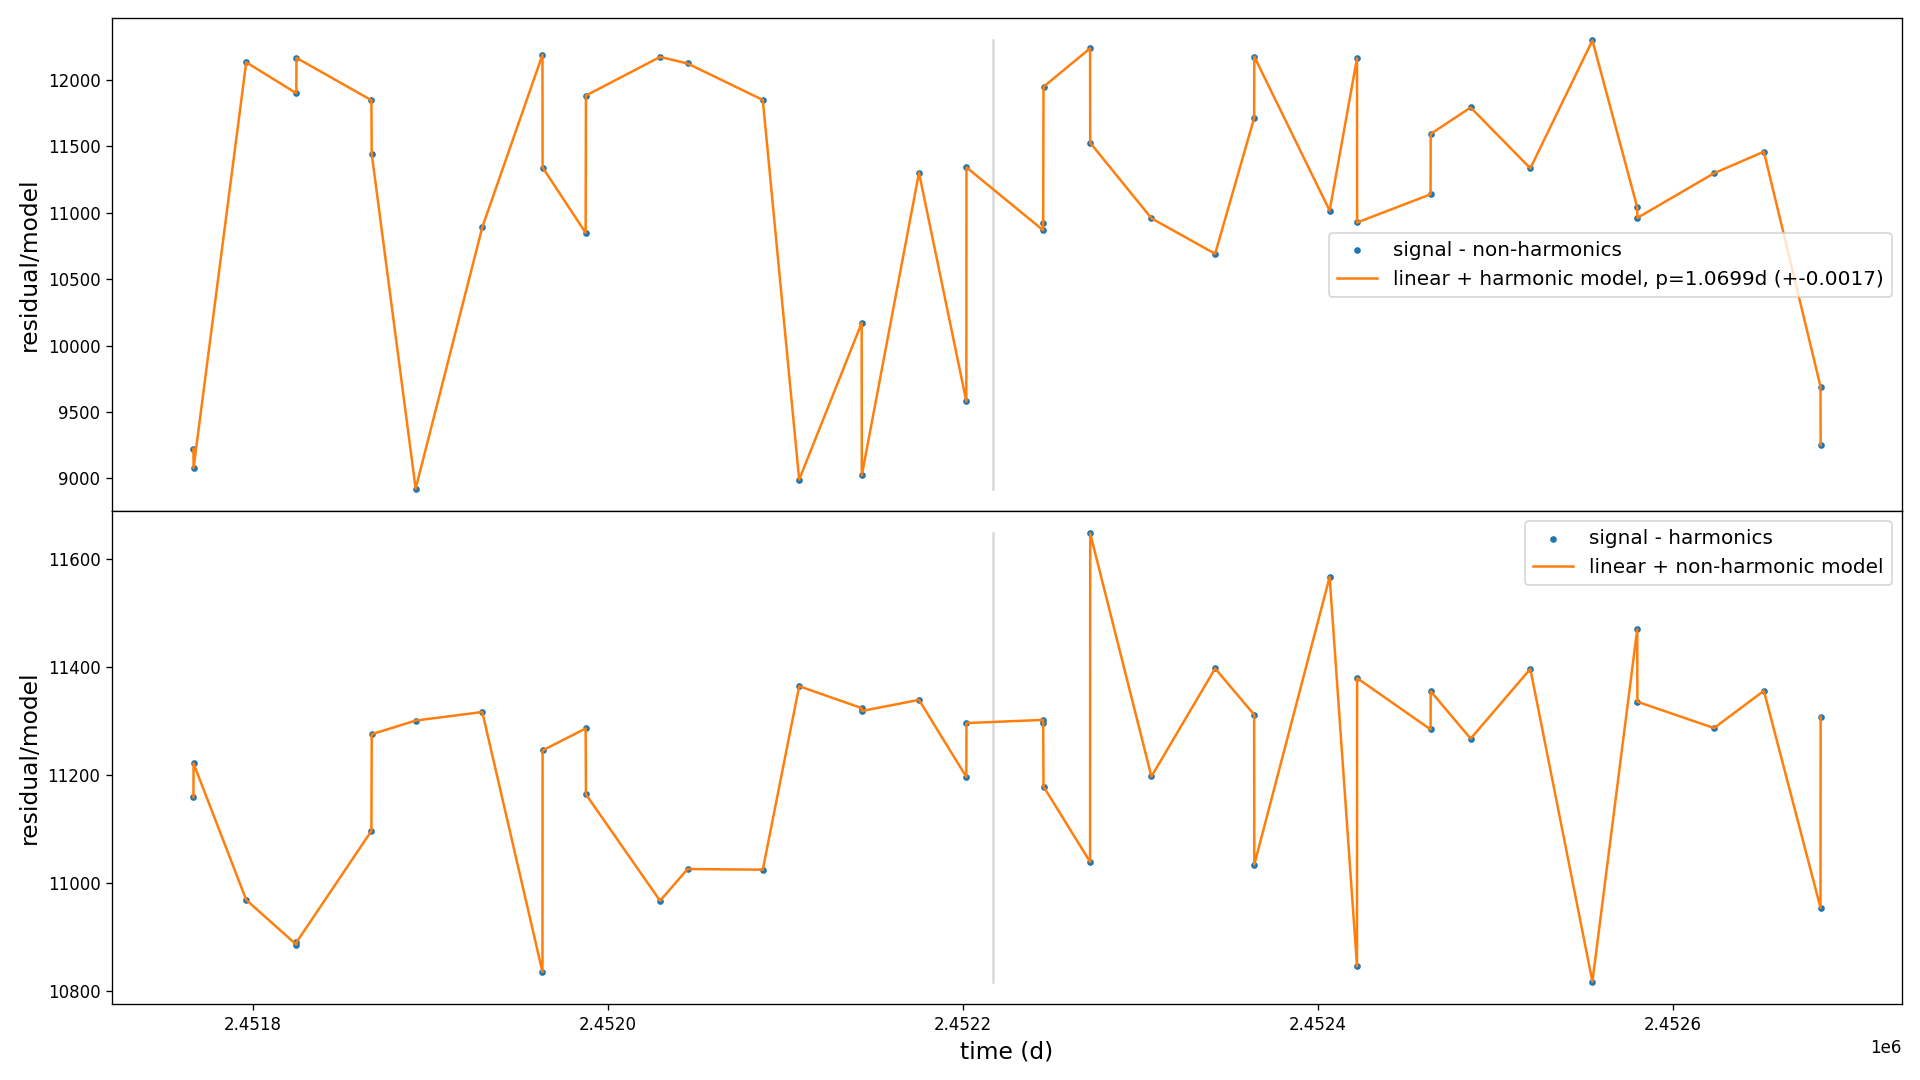 residual/model
12000
11500
11000
10500
10000
9500
9000
signal - non-harmonics
linear + harmonic model, p=1.0699d (+-0.0017)
residual/model
11600
11400
11200
11000
10800
signal - harmonics
linear + non-harmonic model
2.4518
2.4520
2.4522
2.4524
2.4526
1e6
time (d)